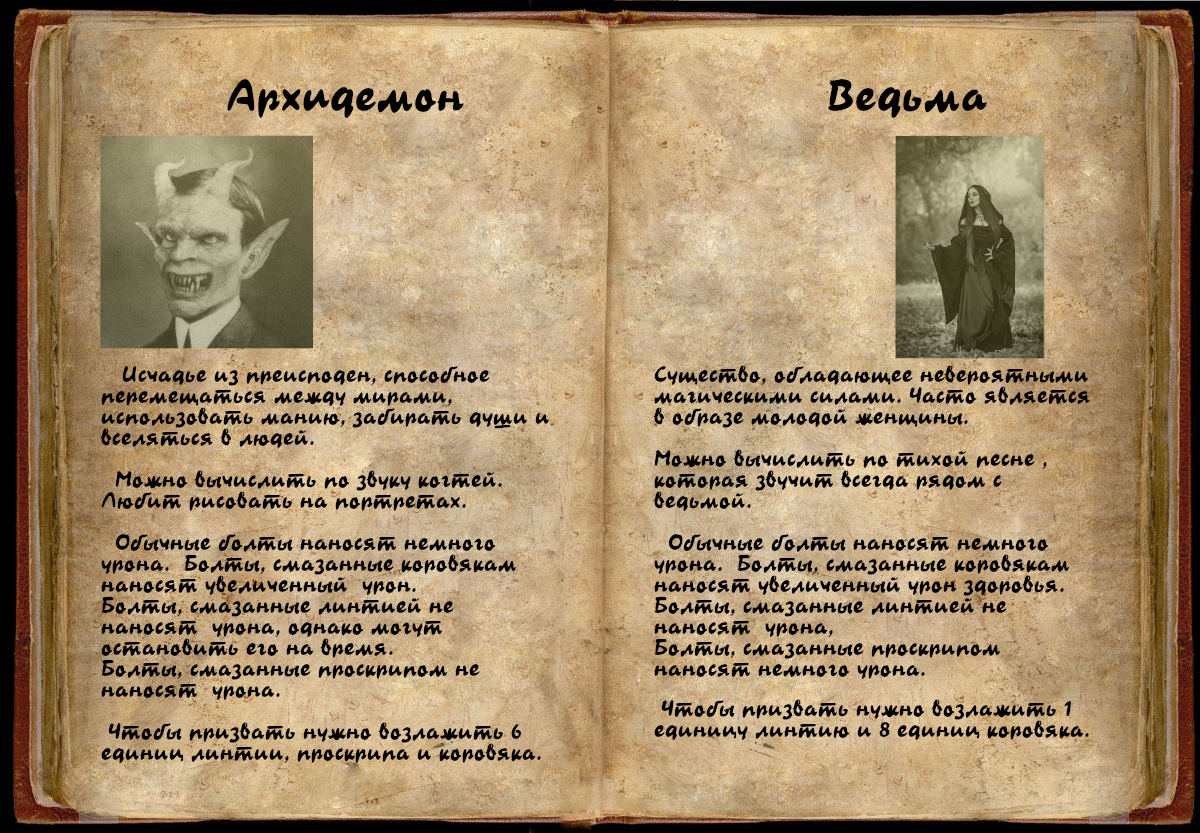 Архидемон
Исчадье из преисподен, способное
перемещаться между мирами,
использовать манию, забирать души и
вселяться в людей.
Можно вычислить по звуку когтей.
Любит рисовать на портретах.
Обычные болты наносят немного
урона. Болты, смазанные коровякам
наносят увеличенный урон.
Болты, смазанные линтией не
наносят урона, однако могут
остановить его на время.
Болты, смазанные проскрипом не
наносят урона.
Чтобы призвать нужно возлажить 6
единиц линтии, проскрипа и коровяка.
Ведьма
Существо, обладающее невероятными
магическими силами. Часто является
в образе молодой женщины.
Можно вычислить по тихой песне ,
которая звучит всегда рядом с
ведьмой.
Обычные болты наносят немного
урона. Болты, смазанные коровякам
наносят увеличенный урон здоровья.
Болты, смазанные линтией не
наносят урона,
Болты, смазанные проскрипом
наносят немного урона.
Чтобы призвать нужно возлажить 1
единицу линтию и 8 единиц коровяка.